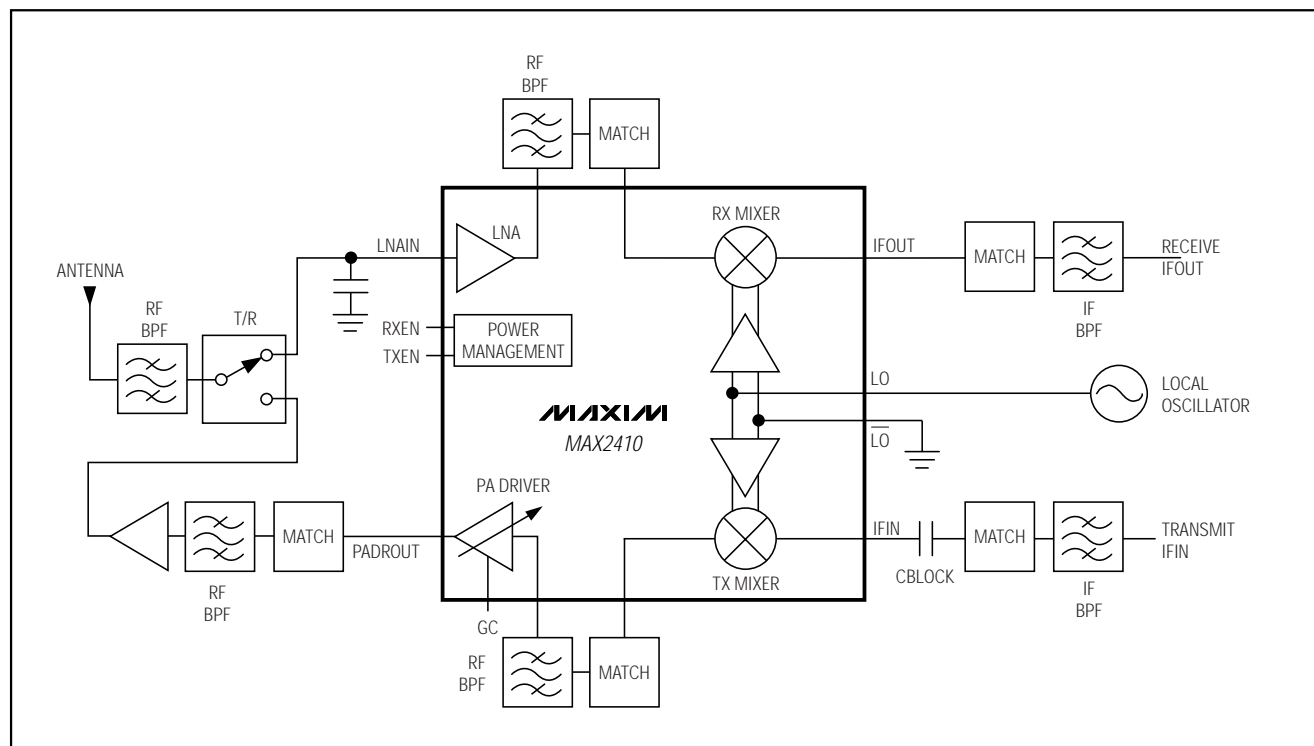 RF
BPF
MATCH
LNA
RX MIXER
LNAIN
IFOUT
MATCH
RECEIVE
IFOUT
IF
BPF
ANTENNA
RF
BPF
T/R
RXEN
TXEN
POWER
MANAGEMENT
LO
LOCAL
OSCILLATOR
LO
MAXIM
MAX2410
PA DRIVER
MATCH
PADROUT
RF
BPF
GC
TX MIXER
IFIN
CBLOCK
MATCH
TRANSMIT
IFIN
IF
BPF
RF
BPF
MATCH